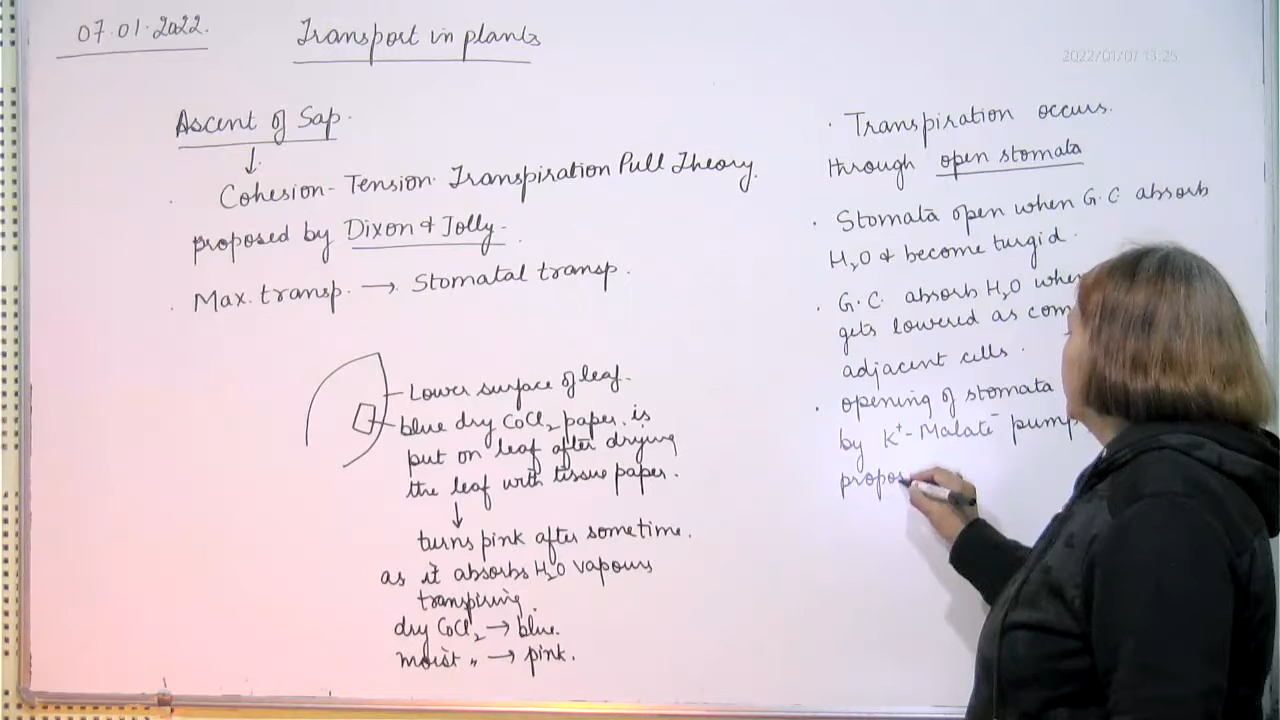 07.01.2022.
Transport in plants
2022/01/07 13:25
Ascent of Sap.
↓
. Cohesion-Tension Transpiration Pull Theory.
proposed by Dixon & Jolly-
. Max. transp. → Stomatal transp.
Lower surface of leaf.
blue dry CoCl2 paper is
put on leaf after drying
the leaf with tissue paper.
↓
turns pink after sometime.
as it absorbs H2O vapours
transpiring.
dry CoCl2 → blue.
moist " → pink.
· Transpiration occurs.
through open stomata
· Stomata open when G.C absorb
H2O & become turgid.
· G.C. absorb H2O when
gets lowered as com
adjacent cells.
· opening of stomata
by K+-Malate pump
propos